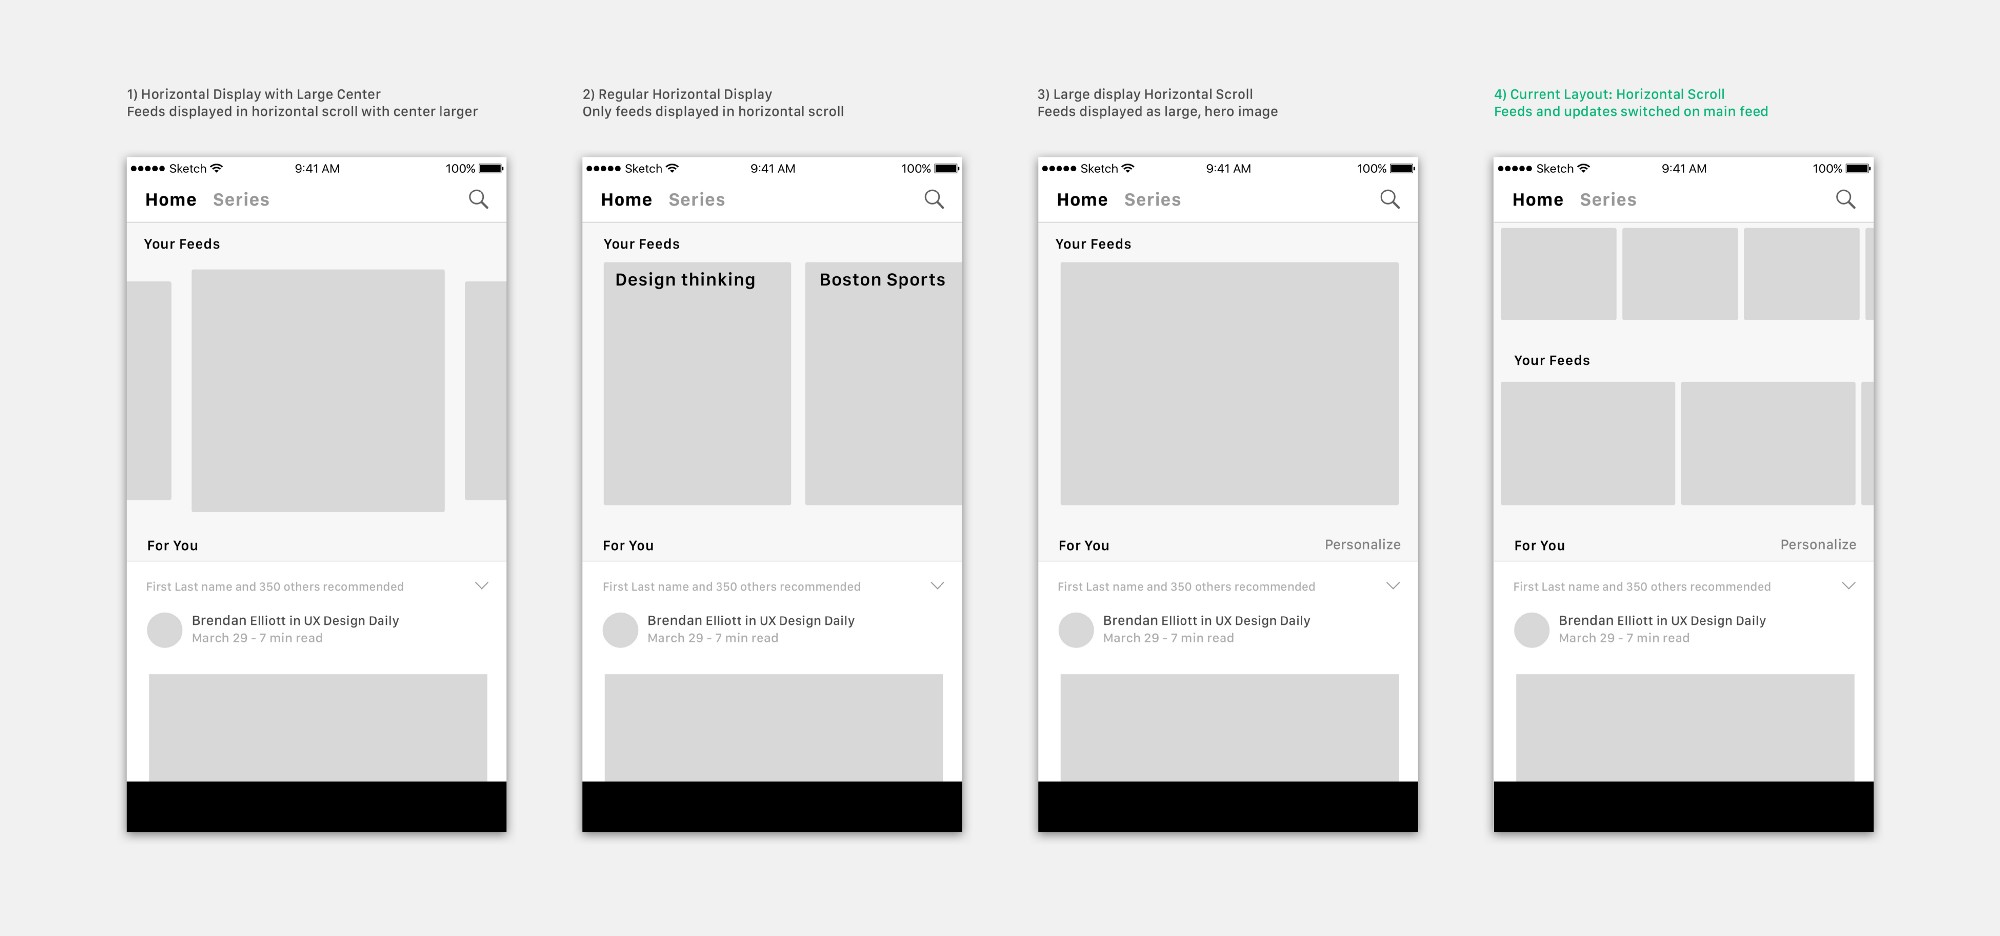 1) Horizontal Display with Large Center
Feeds displayed in horizontal scroll with center larger
Sketch 9:41 AM 100%
Home Series
Your Feeds
For You
First Last name and 350 others recommended
Brendan Elliott in UX Design Daily
March 29 - 7 min read
2) Regular Horizontal Display
Only feeds displayed in horizontal scroll
Sketch 9:41 AM 100%
Home Series
Your Feeds
Design thinking Boston Sports
For You
First Last name and 350 others recommended
Brendan Elliott in UX Design Daily
March 29 - 7 min read
3) Large display Horizontal Scroll
Feeds displayed as large, hero image
Sketch 9:41 AM 100%
Home Series
Your Feeds
For You Personalize
First Last name and 350 others recommended
Brendan Elliott in UX Design Daily
March 29 - 7 min read
4) Current Layout: Horizontal Scroll
Feeds and updates switched on main feed
Sketch 9:41 AM 100%
Home Series
Your Feeds
For You Personalize
First Last name and 350 others recommended
Brendan Elliott in UX Design Daily
March 29 - 7 min read